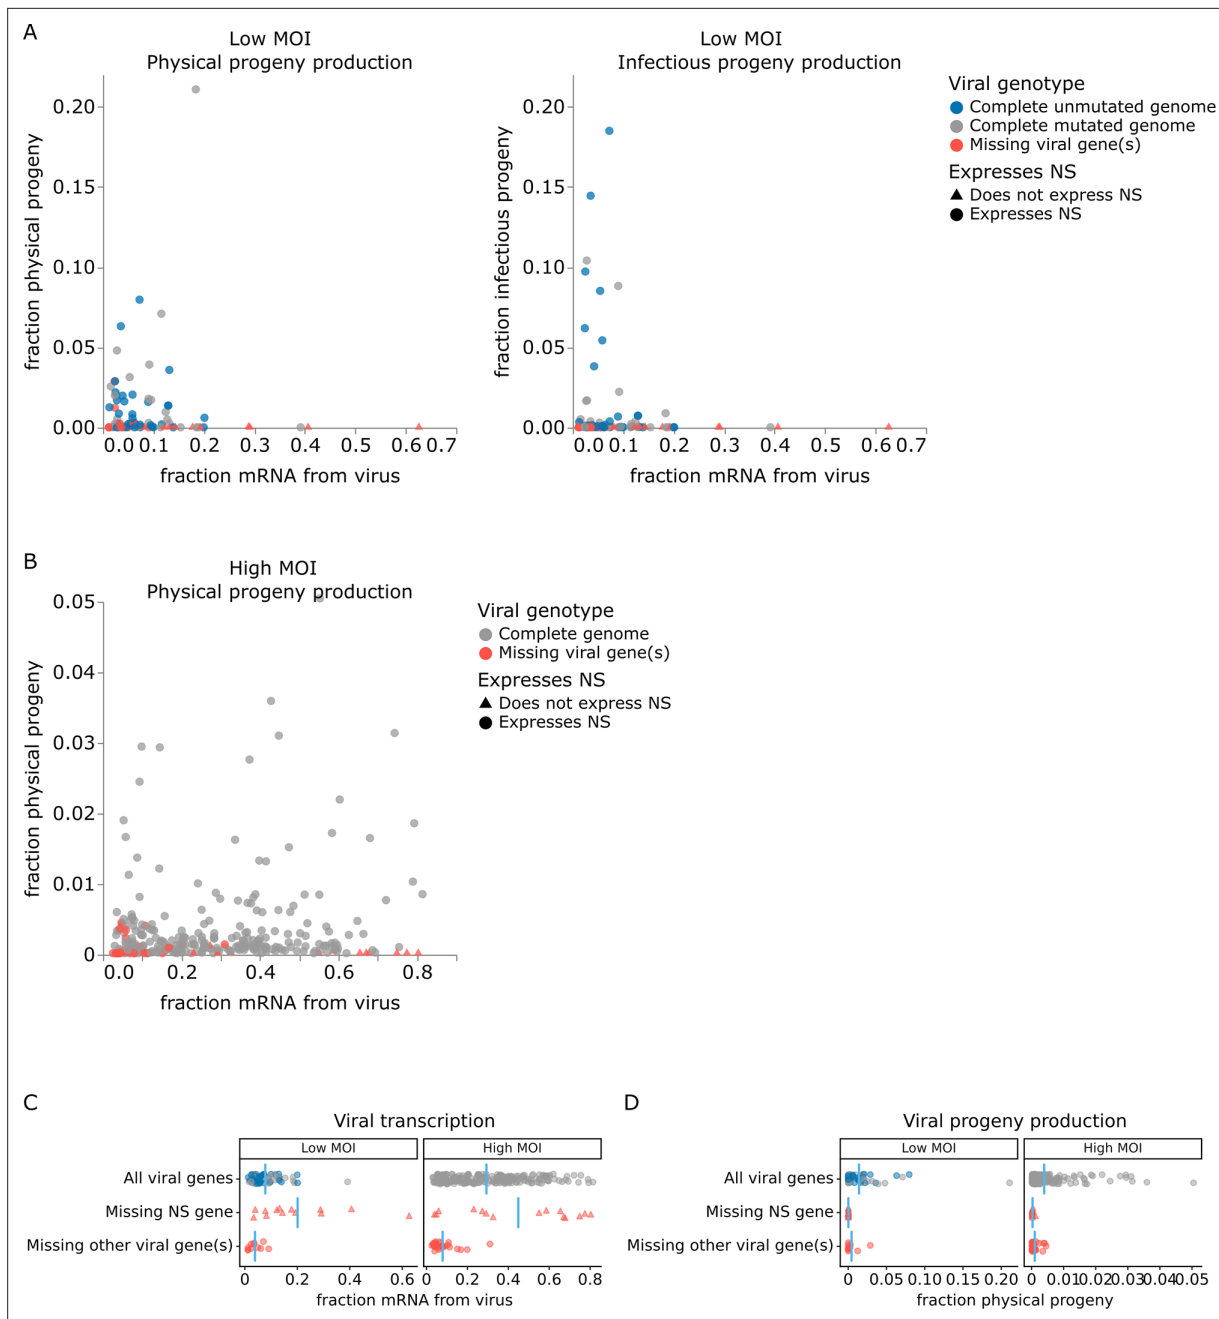 A
Low MOI
Physical progeny production
fraction physical progeny
0.20
0.15
0.10
0.05
0.00
0.0 0.1 0.2 0.3 0.4 0.5 0.6 0.7
fraction mRNA from virus
Low MOI
Infectious progeny production
fraction infectious progeny
0.20
0.15
0.10
0.05
0.00
0.0 0.1 0.2 0.3 0.4 0.5 0.6 0.7
fraction mRNA from virus
Viral genotype
Complete unmutated genome
Complete mutated genome
Missing viral gene(s)
Expresses NS
Does not express NS
Expresses NS
B
High MOI
Physical progeny production
fraction physical progeny
0.05
0.04
0.03
0.02
0.01
0
0.0 0.2 0.4 0.6 0.8
fraction mRNA from virus
Viral genotype
Complete genome
Missing viral gene(s)
Expresses NS
Does not express NS
Expresses NS
C
Viral transcription
Low MOI High MOI
All viral genes
Missing NS gene
Missing other viral gene(s)
0 0.2 0.4 0.6 0 0.2 0.4 0.6 0.8
fraction mRNA from virus
D
Viral progeny production
Low MOI High MOI
All viral genes
Missing NS gene
Missing other viral gene(s)
0 0.05 0.10 0.15 0.20 0 0.01 0.02 0.03 0.04 0.05
fraction physical progeny